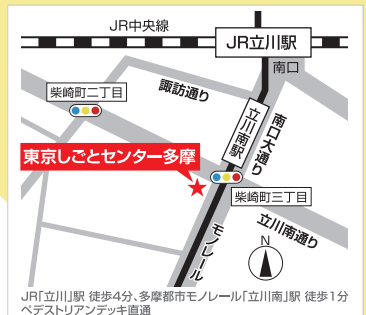 JR中央線
JR立川駅
南口
柴崎町二丁目
諏訪通り
立川南駅
南口大通り
東京しごとセンター多摩
柴崎町三丁目
立川南通り
モノレール
N
JR「立川」駅 徒歩4分、多摩都市モノレール「立川南」駅 徒歩1分
ペデストリアンデッキ直通